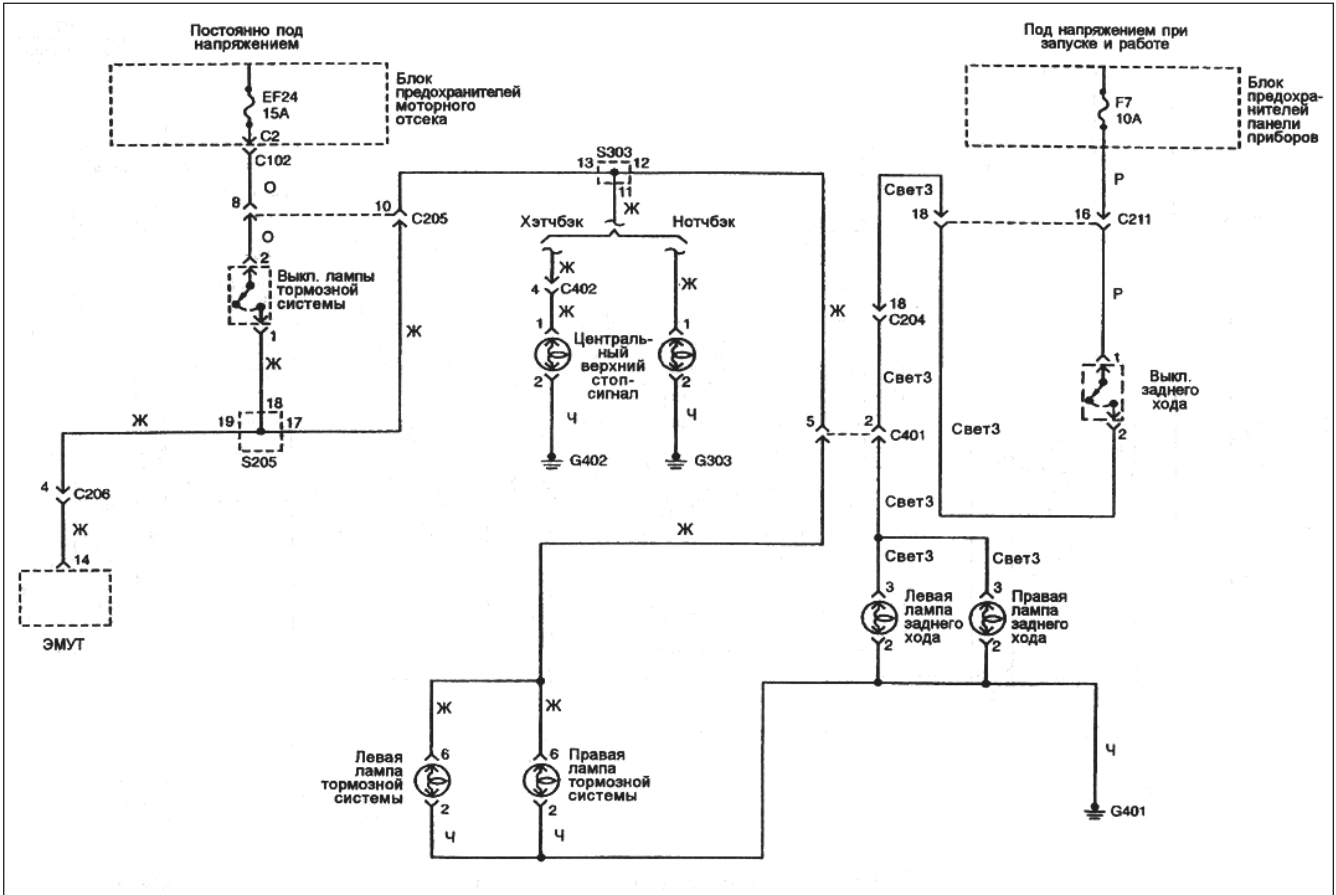 Постоянно под
напряжением
EF24
15A
C2
C102
Блок
предохранителей
моторного
отсека
О
8
О
2
Выкл. лампы
тормозной
системы
1
Ж
18
19
17
S205
Ж
4
C206
Ж
14
ЭМУТ
10
C205
Ж
13
S303
12
11
Ж
Хэтчбэк
Нотчбэк
Ж
4
C402
Ж
Ж
1
1
Централь-
ный
верхний
стоп-
сигнал
2
2
Ч
Ч
G402
G303
Ж
5
2
C401
Ж
Под напряжением при
запуске и работе
F7
10A
Блок
предохра-
нителей
панели
приборов
Р
Свет3
18
16
C211
18
C204
Р
Свет3
1
Выкл.
заднего
хода
2
Свет3
Свет3
Свет3
Свет3
3
3
Левая
лампа
заднего
хода
Правая
лампа
заднего
хода
2
2
Ж
Ж
6
6
Левая
лампа
тормозной
системы
Правая
лампа
тормозной
системы
2
2
Ч
Ч
Ч
G401